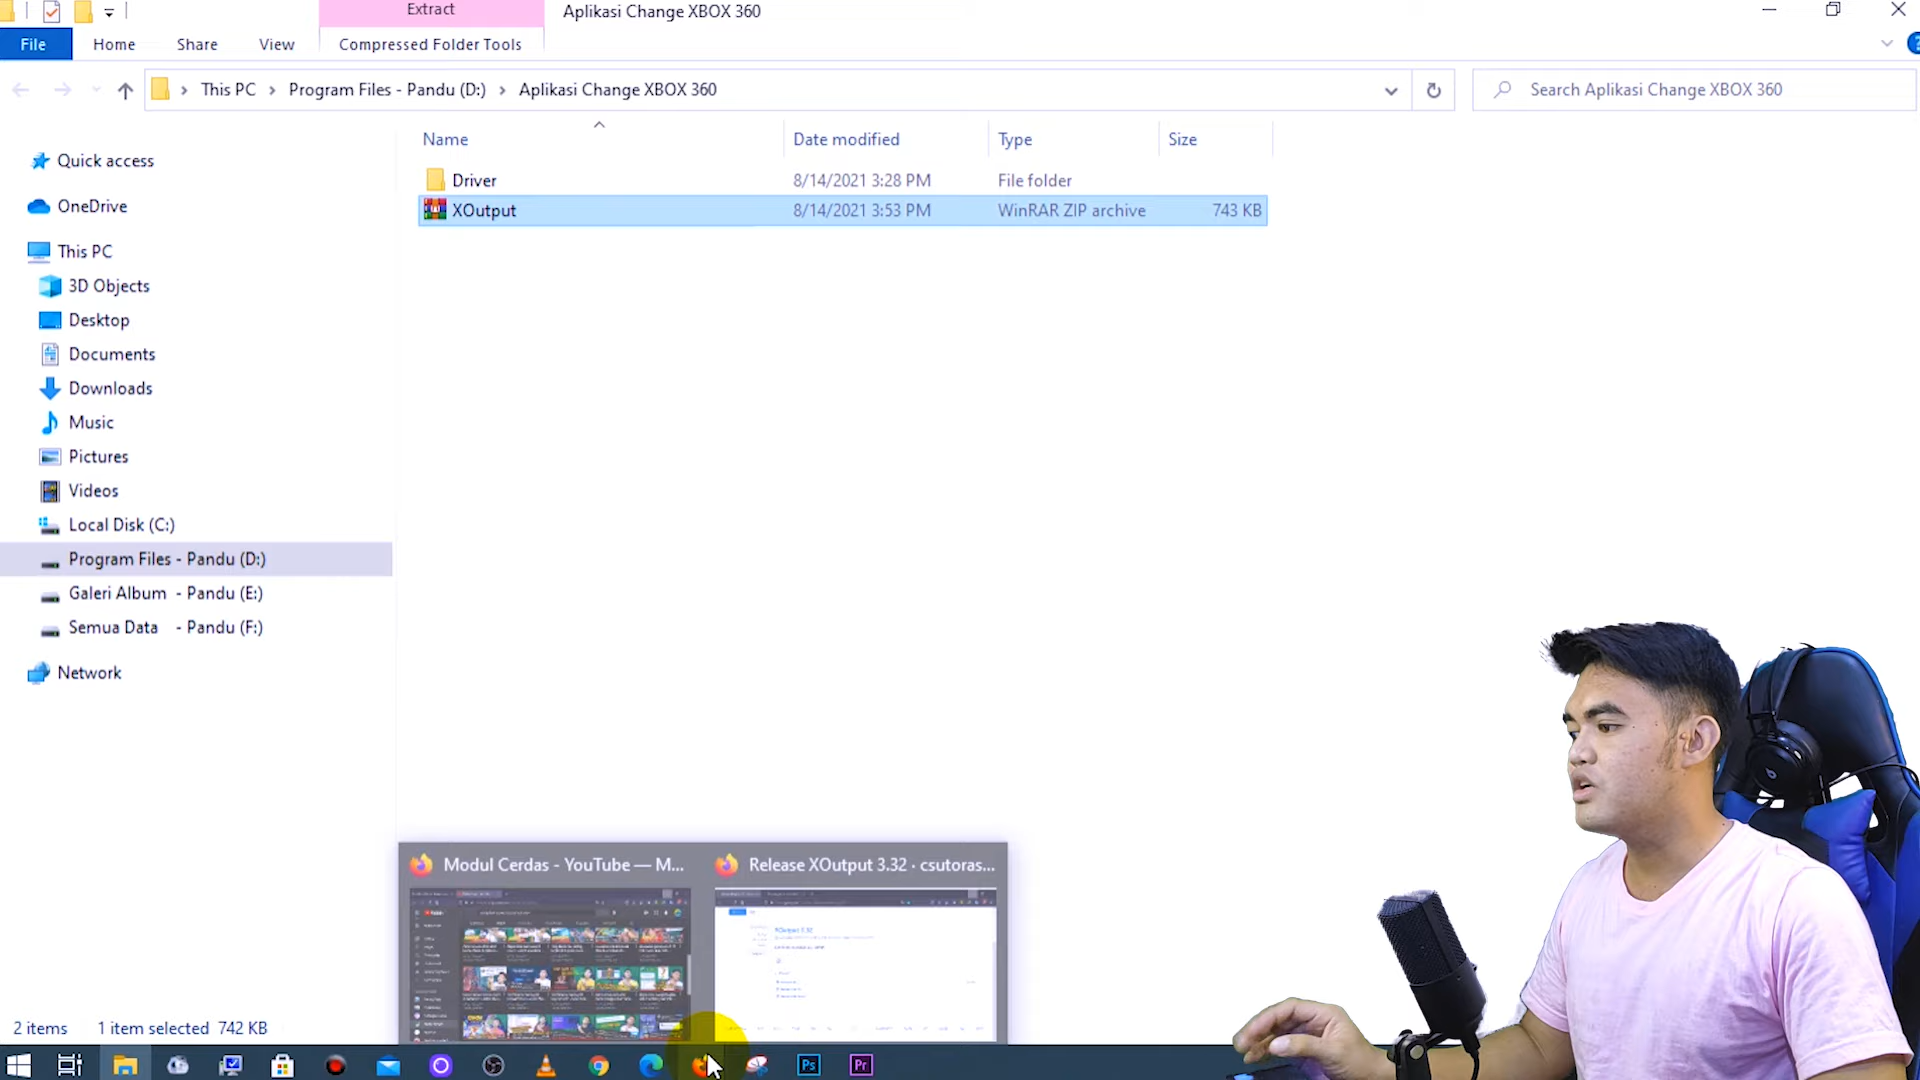 Extract
Aplikasi Change XBOX 360
File
Home
Share
View
Compressed Folder Tools
This PC
Program Files - Pandu (D:)
Aplikasi Change XBOX 360
Search Aplikasi Change XBOX 360
Name
Date modified
Type
Size
Driver
8/14/2021 3:28 PM
File folder
XOutput
8/14/2021 3:53 PM
WinRAR ZIP archive
743 KB
Quick access
OneDrive
This PC
3D Objects
Desktop
Documents
Downloads
Music
Pictures
Videos
Local Disk (C:)
Program Files - Pandu (D:)
Galeri Album - Pandu (E:)
Semua Data - Pandu (F:)
Network
Modul Cerdas - YouTube — M...
Release XOutput 3.32 · csutoras...
2 items
1 item selected 742 KB
Ps
Pr